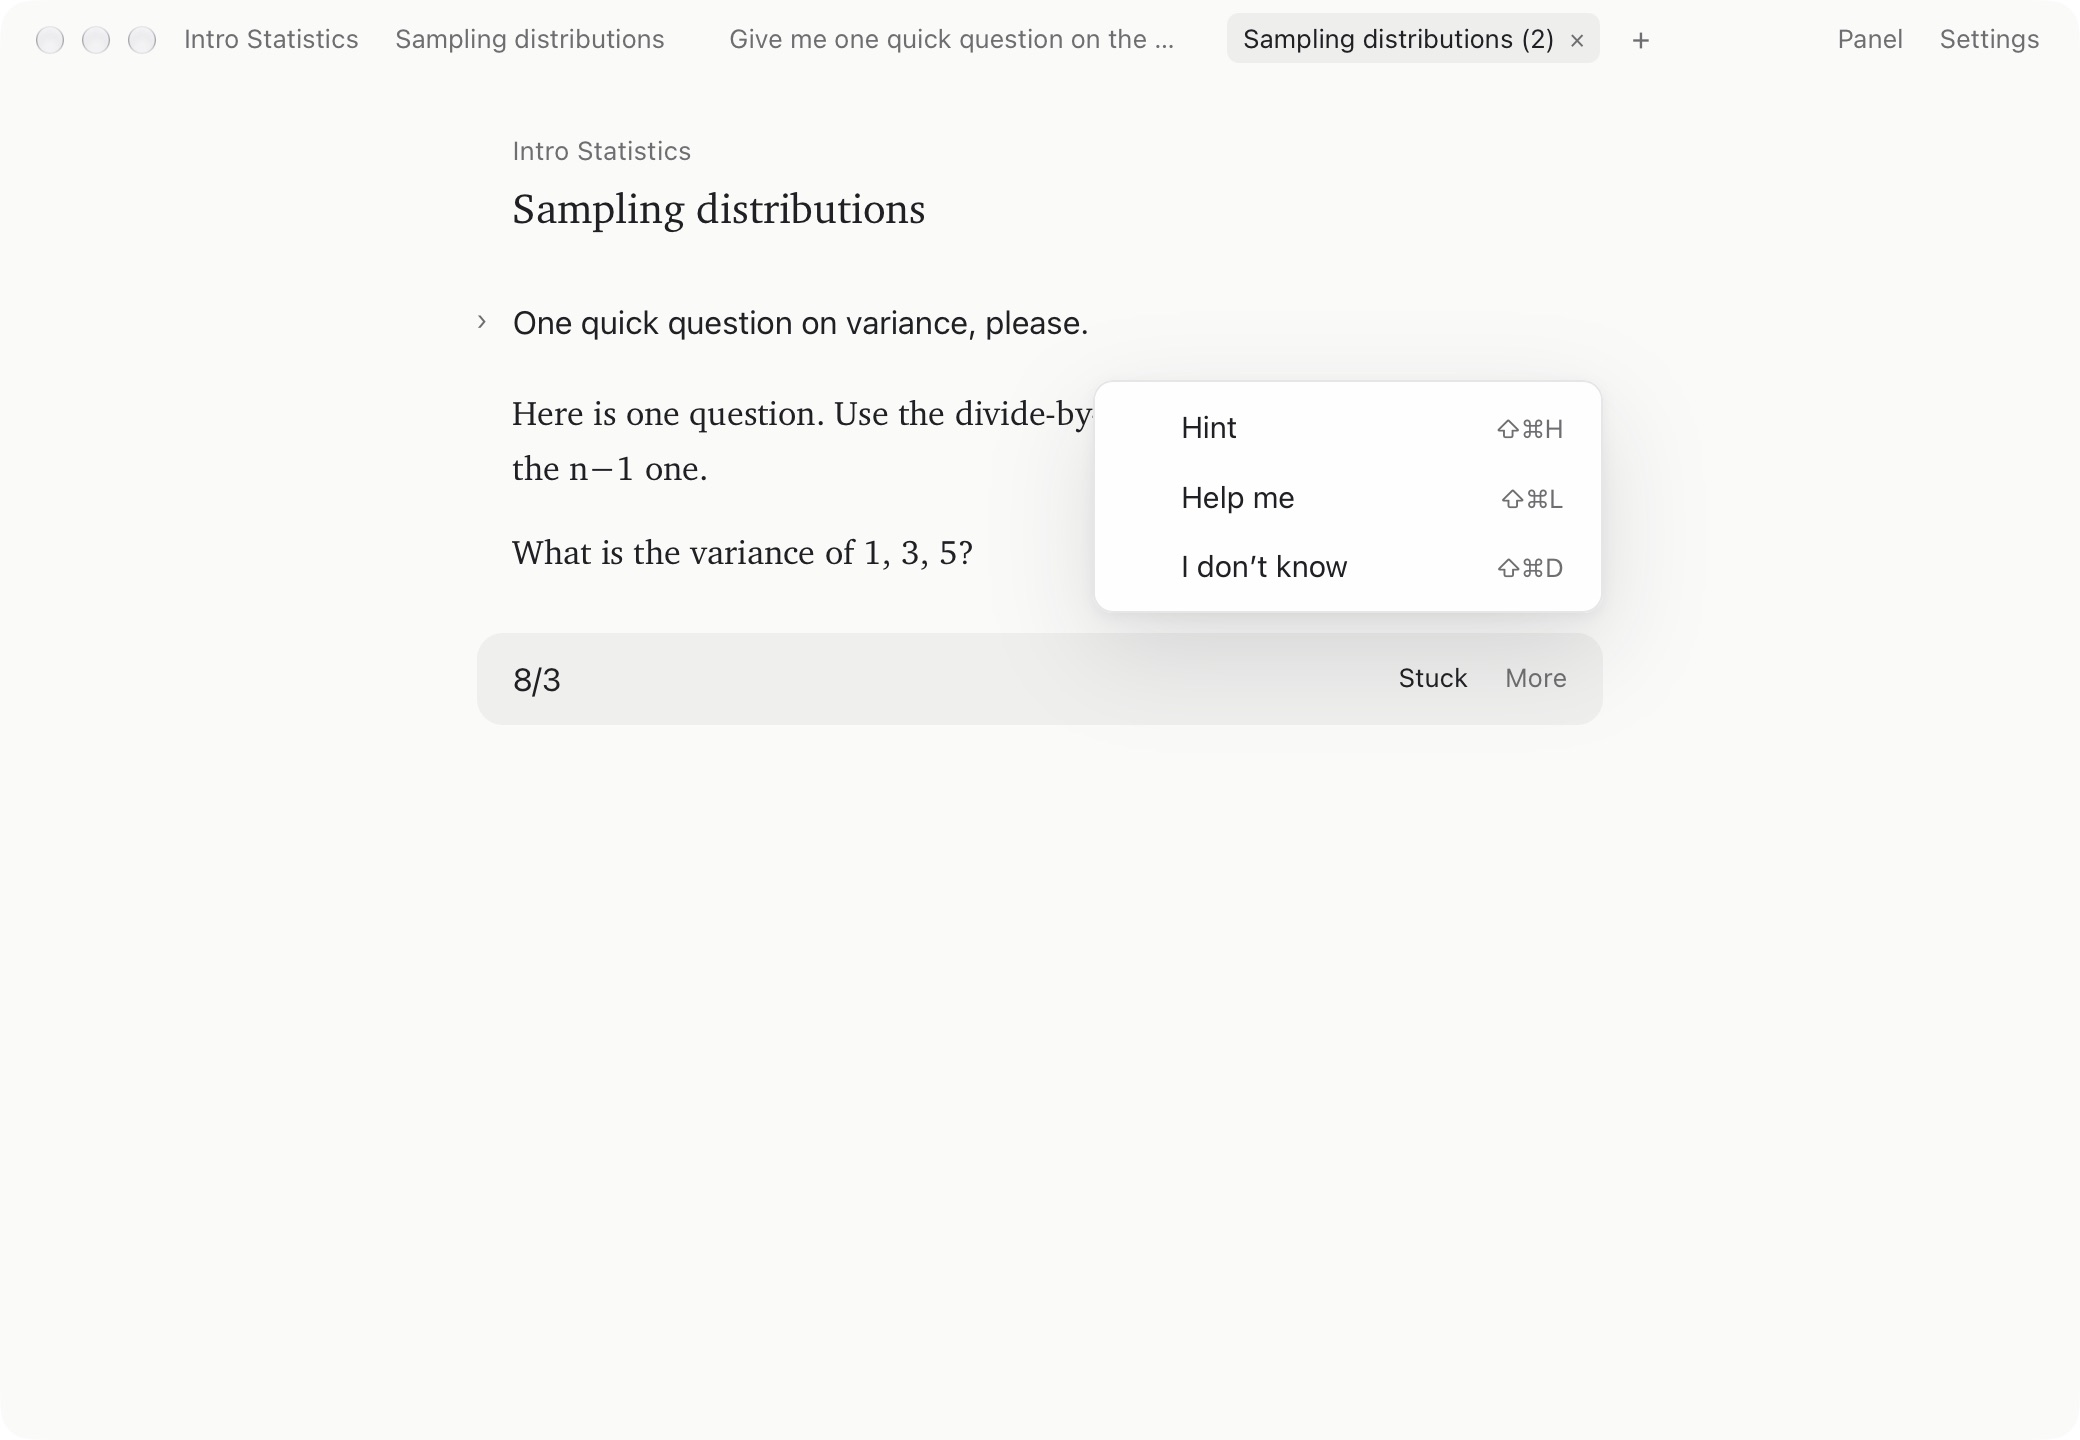 Intro Statistics
Sampling distributions
Give me one quick question on the ...
Sampling distributions (2) ×
+
Panel
Settings
Intro Statistics
Sampling distributions
› One quick question on variance, please.
Here is one question. Use the divide-by-
the n−1 one.
What is the variance of 1, 3, 5?
Hint ⇧⌘H
Help me ⇧⌘L
I don’t know ⇧⌘D
8/3
Stuck
More